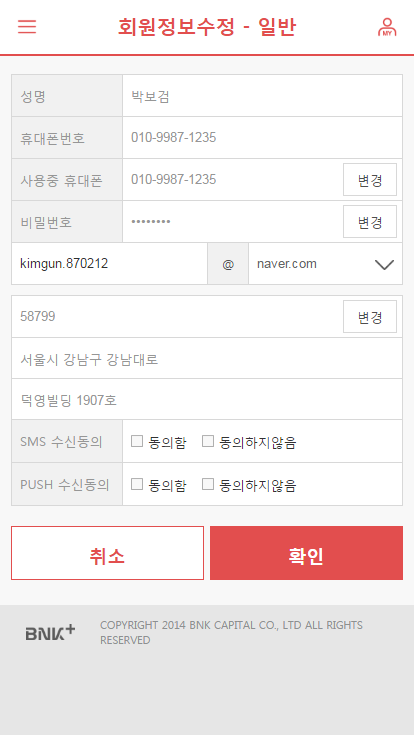 회원정보수정 - 일반
MY
성명 박보검
휴대폰번호 010-9987-1235
사용중 휴대폰 010-9987-1235 변경
비밀번호 •••••••• 변경
kimgun.870212 @ naver.com
58799 변경
서울시 강남구 강남대로
덕영빌딩 1907호
SMS 수신동의 동의함 동의하지않음
PUSH 수신동의 동의함 동의하지않음
취소 확인
BNK+ COPYRIGHT 2014 BNK CAPITAL CO., LTD ALL RIGHTS
RESERVED